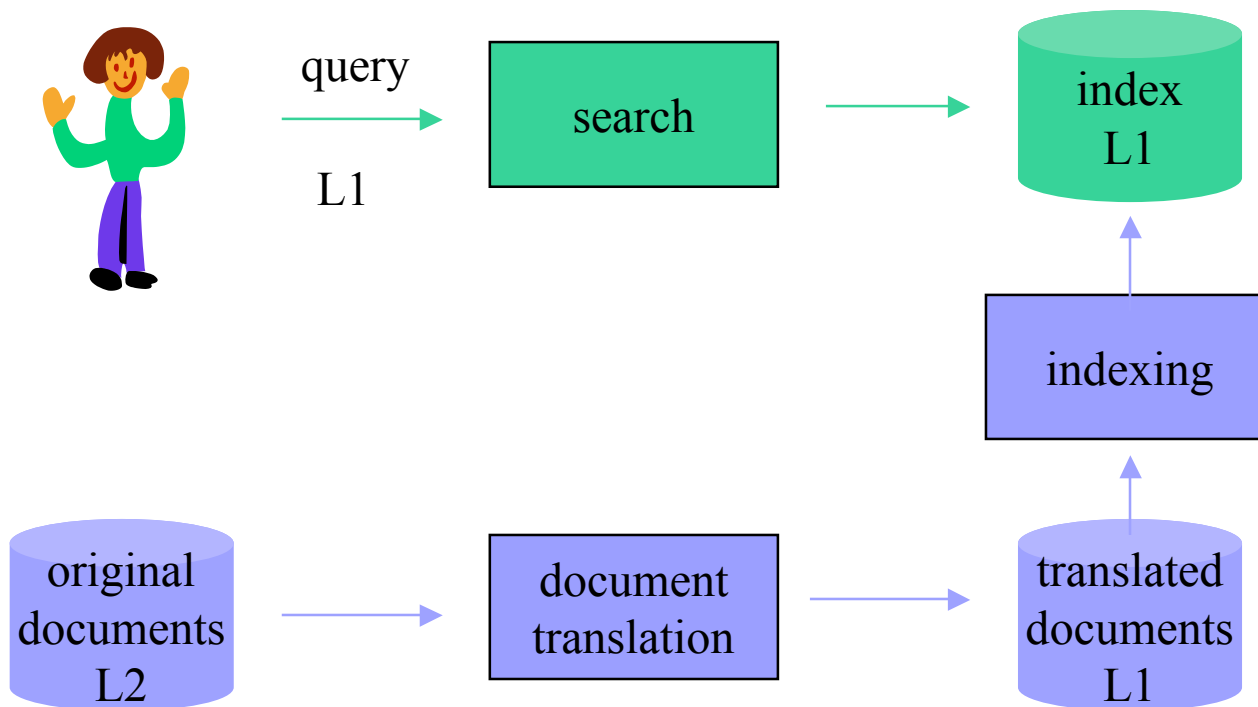 query
L1
search
index
L1
indexing
original
documents
L2
document
translation
translated
documents
L1